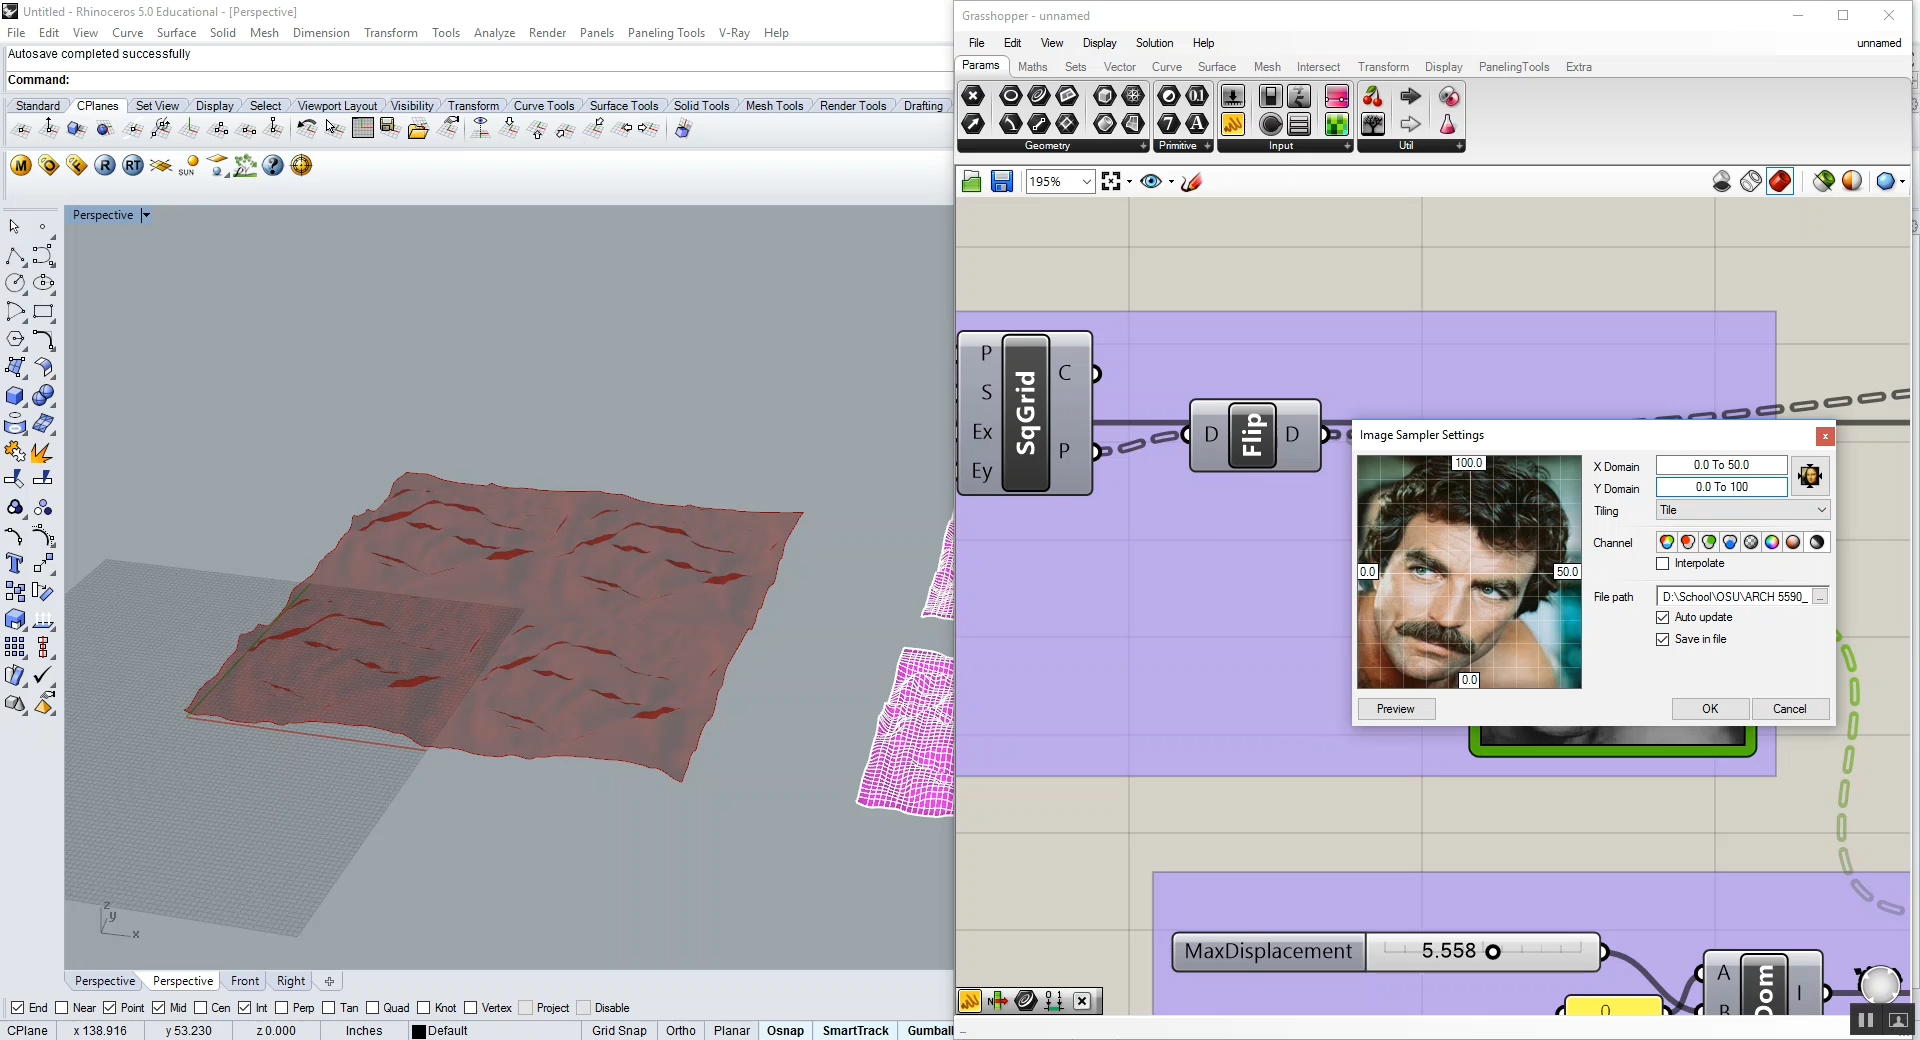 Untitled - Rhinoceros 5.0 Educational - [Perspective]
File Edit View Curve Surface Solid Mesh Dimension Transform Tools Analyze Render Panels Paneling Tools V-Ray Help
Autosave completed successfully
Command:
Standard CPlanes Set View Display Select Viewport Layout Visibility Transform Curve Tools Surface Tools Solid Tools Mesh Tools Render Tools Drafting
M O F R RT SUN ?
Perspective
z
y
x
Perspective Perspective Front Right
End Near Point Mid Cen Int Perp Tan Quad Knot Vertex Project Disable
CPlane x 138.916 y 53.230 z 0.000 Inches Default Grid Snap Ortho Planar Osnap SmartTrack Gumball
Grasshopper - unnamed
File Edit View Display Solution Help unnamed
Params Maths Sets Vector Curve Surface Mesh Intersect Transform Display PanelingTools Extra
Geometry Primitive Input Util
195%
P
S
Ex
Ey
SqGrid
C
P
D Flip D
Image Sampler Settings
100.0
0.0
50.0
0.0
X Domain 0.0 To 50.0
Y Domain 0.0 To 100
Tiling Tile
Channel
Interpolate
File path D:\School\OSU\ARCH 5590_ ...
Auto update
Save in file
Preview OK Cancel
MaxDisplacement 5.558
0
A
B
Dom
I